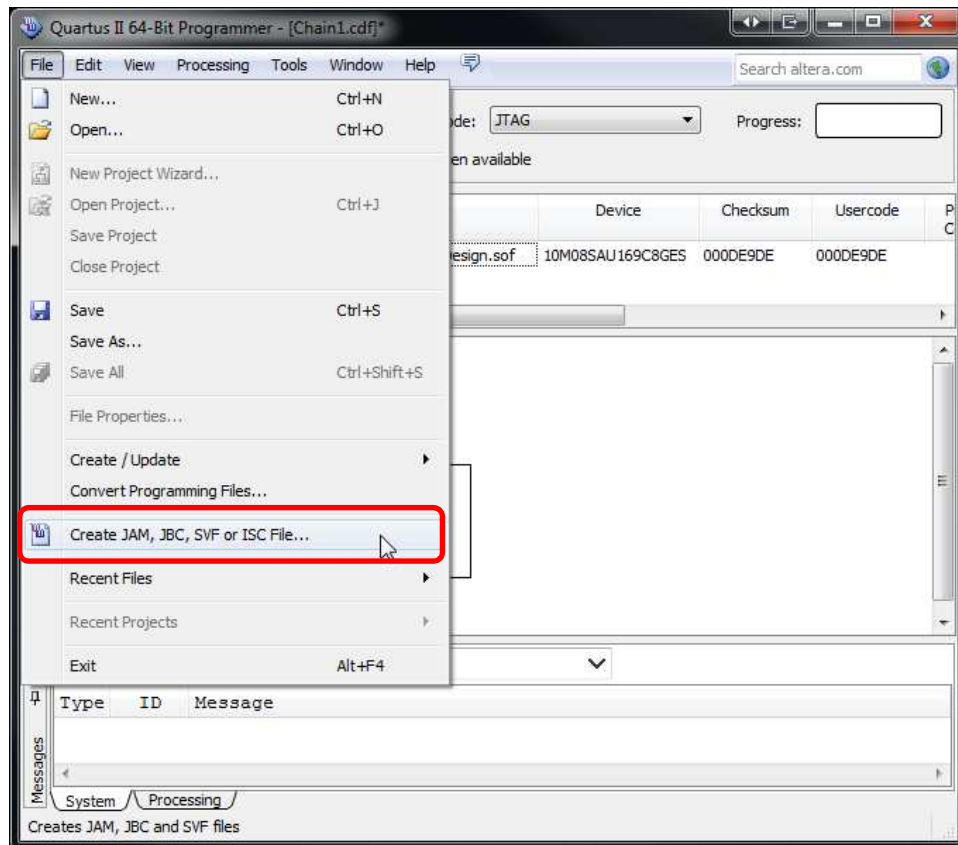 Quartus II 64-Bit Programmer - [Chain1.cdf]*
File Edit View Processing Tools Window Help
Search altera.com
New... Ctrl+N
Open... Ctrl+O
New Project Wizard...
Open Project... Ctrl+J
Save Project
Close Project
Save Ctrl+S
Save As...
Save All Ctrl+Shift+S
File Properties...
Create / Update
Convert Programming Files...
Create JAM, JBC, SVF or ISC File...
Recent Files
Recent Projects
Exit Alt+F4
JTAG Progress:
en available
Device Checksum Usercode
esign.sof 10M08SAU169C8GES 000DE9DE 000DE9DE
Type ID Message
Messages
System Processing
Creates JAM, JBC and SVF files